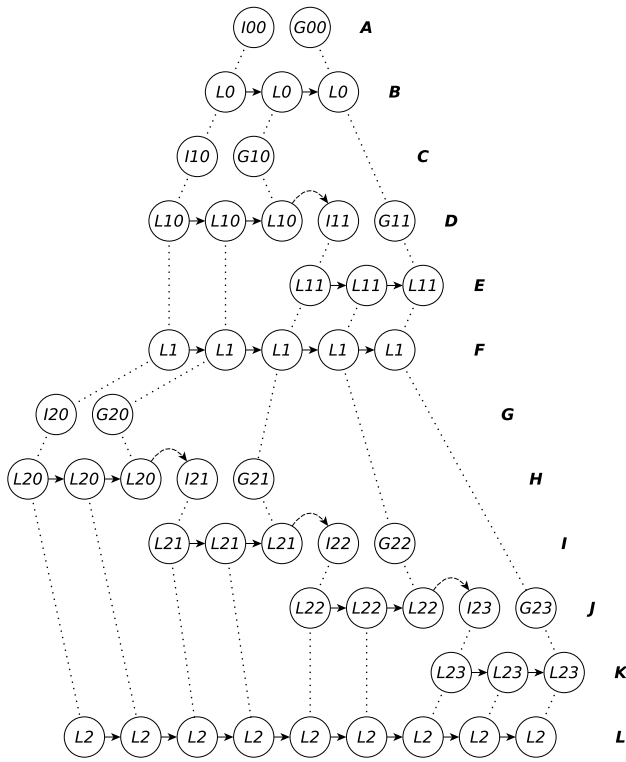 I00 G00 A
L0 L0 L0 B
I10 G10 C
L10 L10 L10 I11 G11 D
L11 L11 L11 E
L1 L1 L1 L1 L1 F
I20 G20 G
L20 L20 L20 I21 G21 H
L21 L21 L21 I22 G22 I
L22 L22 L22 I23 G23 J
L23 L23 L23 K
L2 L2 L2 L2 L2 L2 L2 L2 L2 L